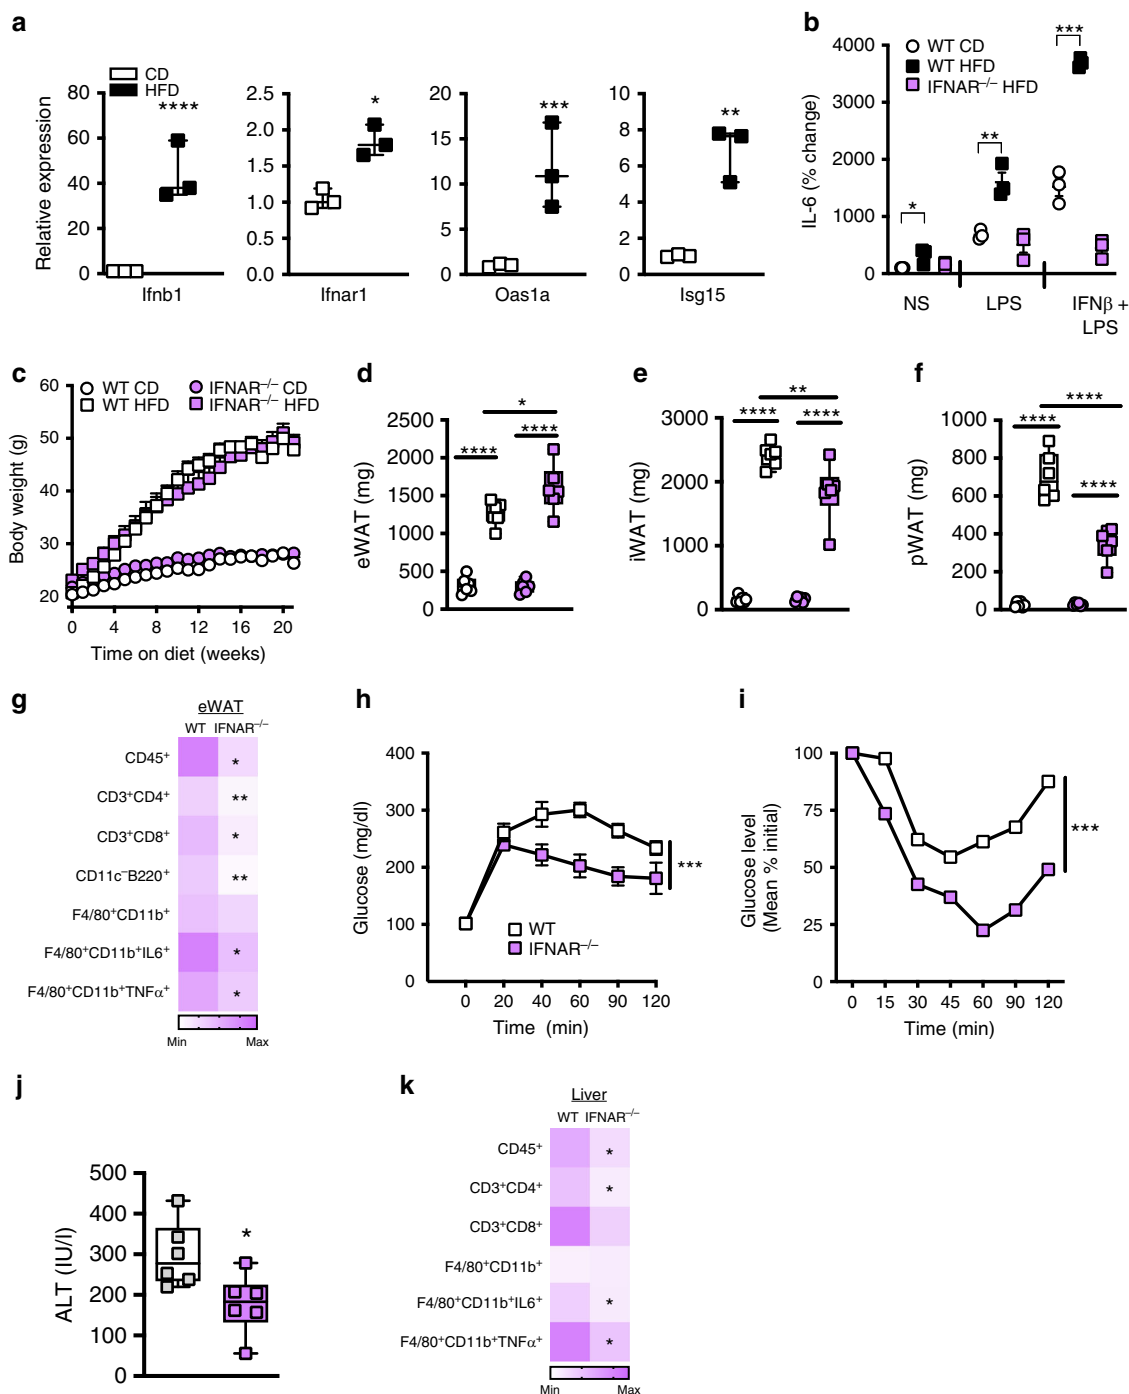 a
CD
HFD
Relative expression
80
60
40
20
0
****
Ifnb1
2.5
2.0
1.5
1.0
0.5
0.0
*
Ifnar1
20
15
10
5
0
***
Oas1a
10
8
6
4
2
0
**
Isg15
b
WT CD
WT HFD
IFNAR–/– HFD
IL-6 (% change)
4000
3000
2000
1000
0
*
**
***
NS
LPS
IFNβ +
LPS
c
WT CD
WT HFD
IFNAR–/– CD
IFNAR–/– HFD
Body weight (g)
60
50
40
30
20
0 4 8 12 16 20
Time on diet (weeks)
d
eWAT (mg)
2500
2000
1500
1000
500
0
*
****
****
e
iWAT (mg)
3000
2000
1000
0
**
****
****
f
pWAT (mg)
1000
800
600
400
200
0
****
****
****
g
eWAT
WT IFNAR–/–
CD45+ *
CD3+CD4+ **
CD3+CD8+ *
CD11c–B220+ **
F4/80+CD11b+
F4/80+CD11b+IL6+ *
F4/80+CD11b+TNFα+ *
Min Max
h
Glucose (mg/dl)
400
300
200
100
0
***
WT
IFNAR–/–
0 20 40 60 90 120
Time (min)
i
Glucose level
(Mean % initial)
100
75
50
25
0
***
0 15 30 45 60 90 120
Time (min)
j
ALT (IU/l)
500
400
300
200
100
0
*
k
Liver
WT IFNAR–/–
CD45+ *
CD3+CD4+ *
CD3+CD8+
F4/80+CD11b+
F4/80+CD11b+IL6+ *
F4/80+CD11b+TNFα+ *
Min Max